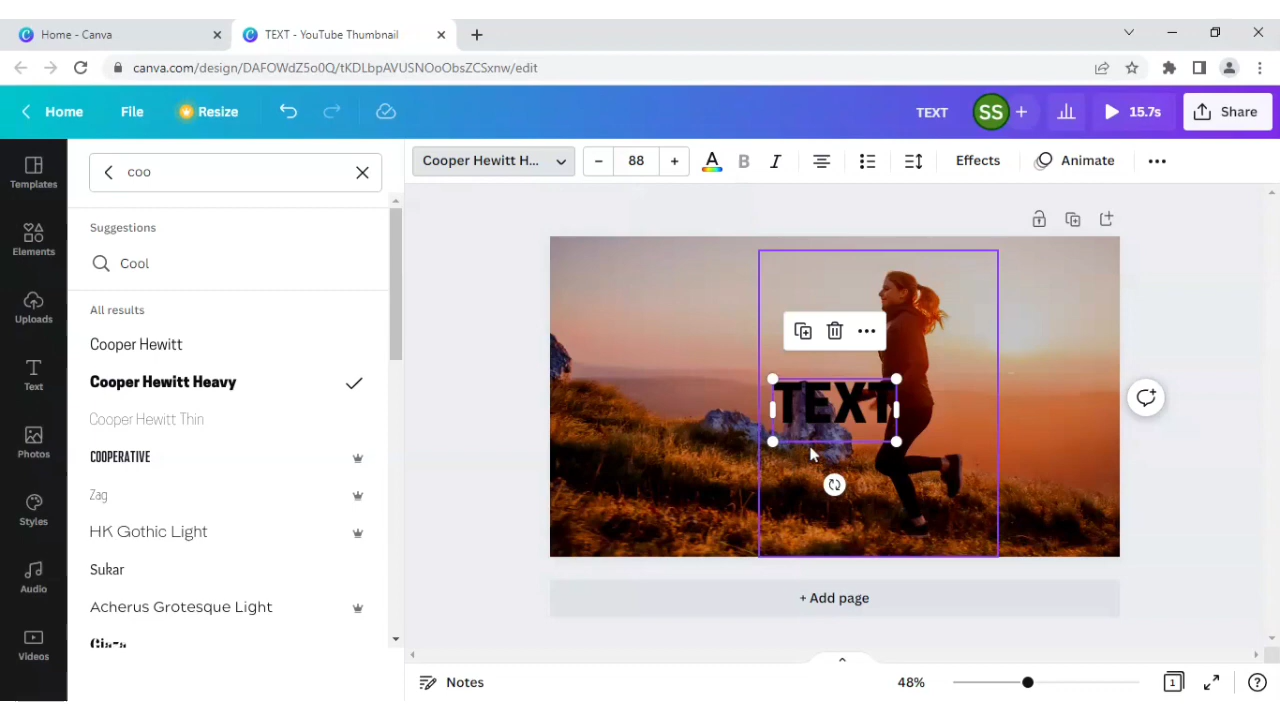 Home - Canva
TEXT - YouTube Thumbnail
canva.com/design/DAFOWdZ5o0Q/tKDLbpAVUSNOoObsZCSxnw/edit
Home File Resize TEXT SS 15.7s Share
Templates
Elements
Uploads
Text
Photos
Styles
Audio
Videos
coo
Suggestions
Cool
All results
Cooper Hewitt
Cooper Hewitt Heavy
Cooper Hewitt Thin
COOPERATIVE
Zag
HK Gothic Light
Sukar
Acherus Grotesque Light
Cooper Hewitt H... 88 A B I Effects Animate
TEXT
+ Add page
Notes
48%
1